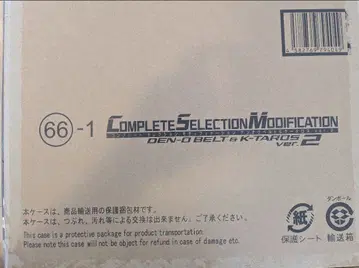 66-1
COMPLETE SELECTION MODIFICATION
DEN-O BELT & K-TAROS
ver.2
本ケースは、商品輸送用の保護梱包材です。
本ケースは、つぶれ、汚れ等による交換は出来ません。ご了承ください。
This case is a protective package for product transportation.
Please note this case will not be object for refund in case of damage etc.
紙
保護シート
ダンボール
輸送箱